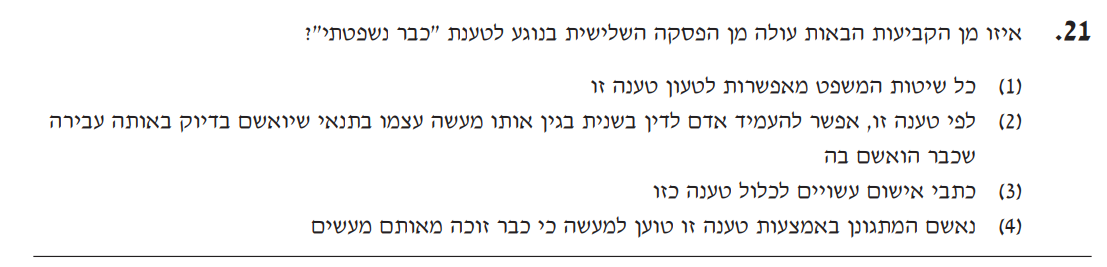 21. איזו מן הקביעות הבאות עולה מן הפסקה השלישית בנוגע לטענת "כבר נשפטתי"?
(1) כל שיטות המשפט מאפשרות לטעון טענה זו
(2) לפי טענה זו, אפשר להעמיד אדם לדין בשנית בגין אותו מעשה עצמו בתנאי שיואשם בדיוק באותה עבירה
שכבר הואשם בה
(3) כתבי אישום עשויים לכלול טענה כזו
(4) נאשם המתגונן באמצעות טענה זו טוען למעשה כי כבר זוכה מאותם מעשים